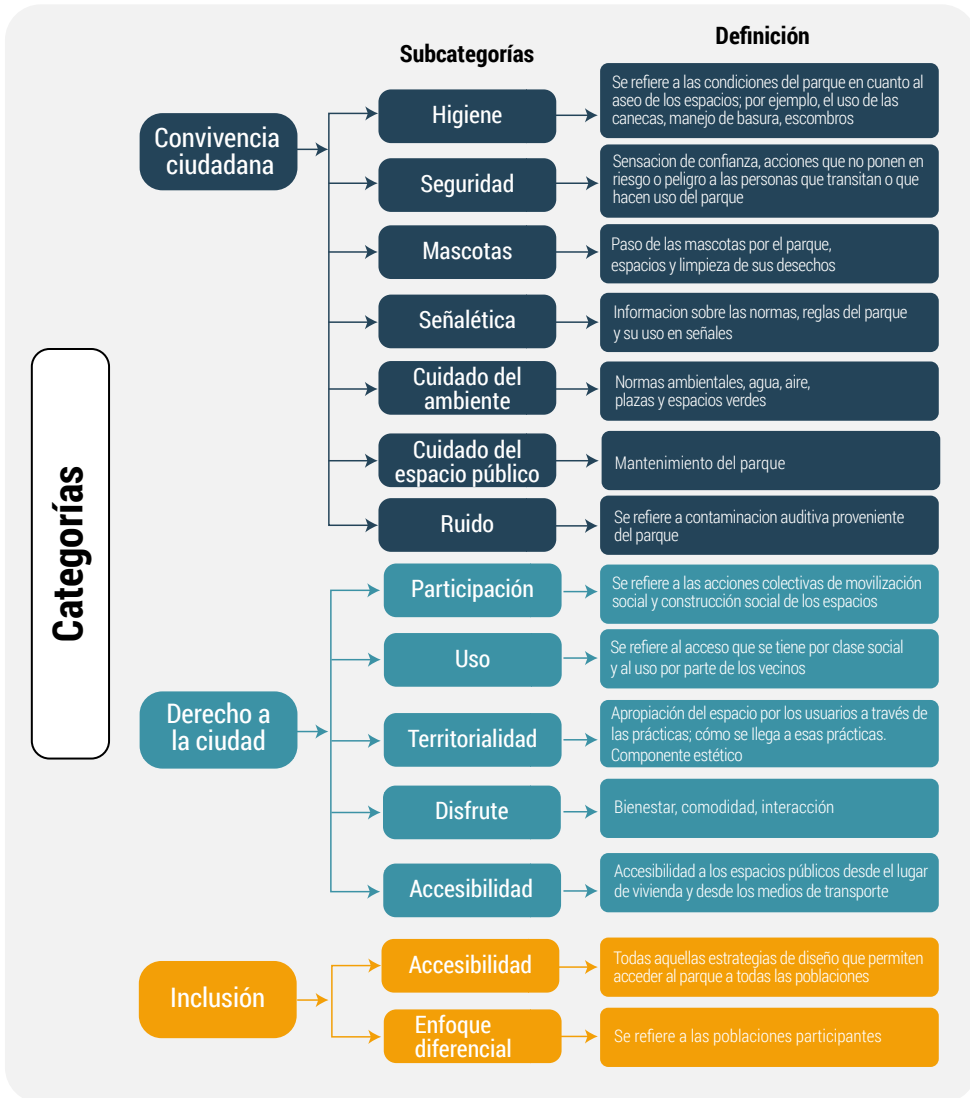 Subcategorías
Definición
Categorías
Convivencia
ciudadana
Higiene
Se refiere a las condiciones del parque en cuanto al
aseo de los espacios; por ejemplo, el uso de las
canecas, manejo de basura, escombros
Seguridad
Sensacion de confianza, acciones que no ponen en
riesgo o peligro a las personas que transitan o que
hacen uso del parque
Mascotas
Paso de las mascotas por el parque,
espacios y limpieza de sus desechos
Señalética
Informacion sobre las normas, reglas del parque
y su uso en señales
Cuidado del
ambiente
Normas ambientales, agua, aire,
plazas y espacios verdes
Cuidado del
espacio público
Mantenimiento del parque
Ruido
Se refiere a contaminacion auditiva proveniente
del parque
Derecho a
la ciudad
Participación
Se refiere a las acciones colectivas de movilización
social y construcción social de los espacios
Uso
Se refiere al acceso que se tiene por clase social
y al uso por parte de los vecinos
Territorialidad
Apropiación del espacio por los usuarios a través de
las prácticas; cómo se llega a esas prácticas.
Componente estético
Disfrute
Bienestar, comodidad, interacción
Accesibilidad
Accesibilidad a los espacios públicos desde el lugar
de vivienda y desde los medios de transporte
Inclusión
Accesibilidad
Todas aquellas estrategias de diseño que permiten
acceder al parque a todas las poblaciones
Enfoque
diferencial
Se refiere a las poblaciones participantes